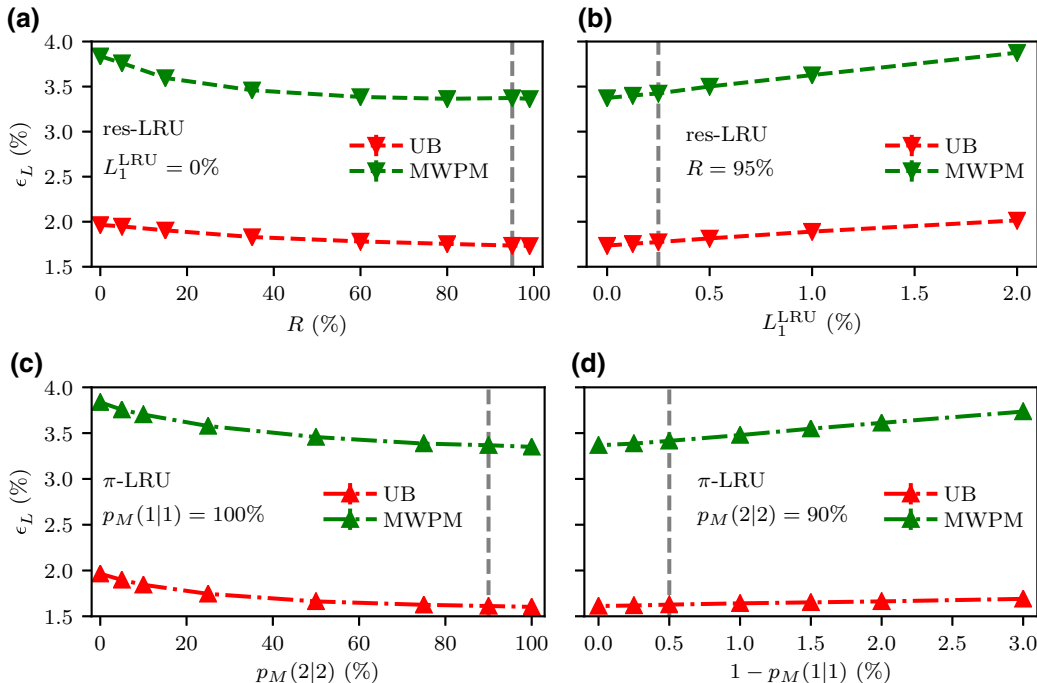 (a)
4.0
3.5
3.0
2.5
2.0
1.5
ϵ_L (%)
res-LRU
L_1^LRU = 0%
UB
MWPM
0 20 40 60 80 100
R (%)
(b)
res-LRU
R = 95%
UB
MWPM
0.0 0.5 1.0 1.5 2.0
L_1^LRU (%)
(c)
4.0
3.5
3.0
2.5
2.0
1.5
ϵ_L (%)
π-LRU
p_M(1|1) = 100%
UB
MWPM
0 20 40 60 80 100
p_M(2|2) (%)
(d)
π-LRU
p_M(2|2) = 90%
UB
MWPM
0.0 0.5 1.0 1.5 2.0 2.5 3.0
1 − p_M(1|1) (%)